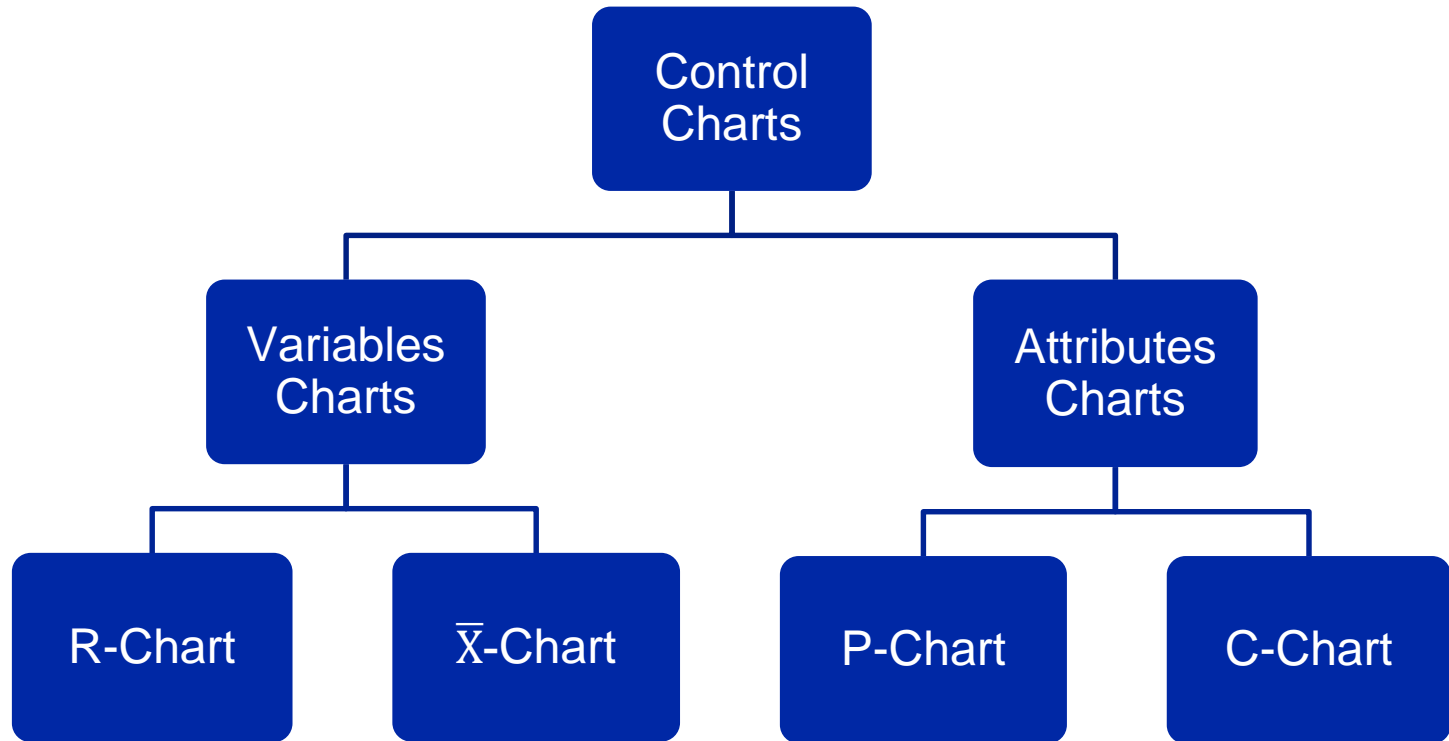 Control
Charts
Variables
Charts
Attributes
Charts
R-Chart
X̅-Chart
P-Chart
C-Chart